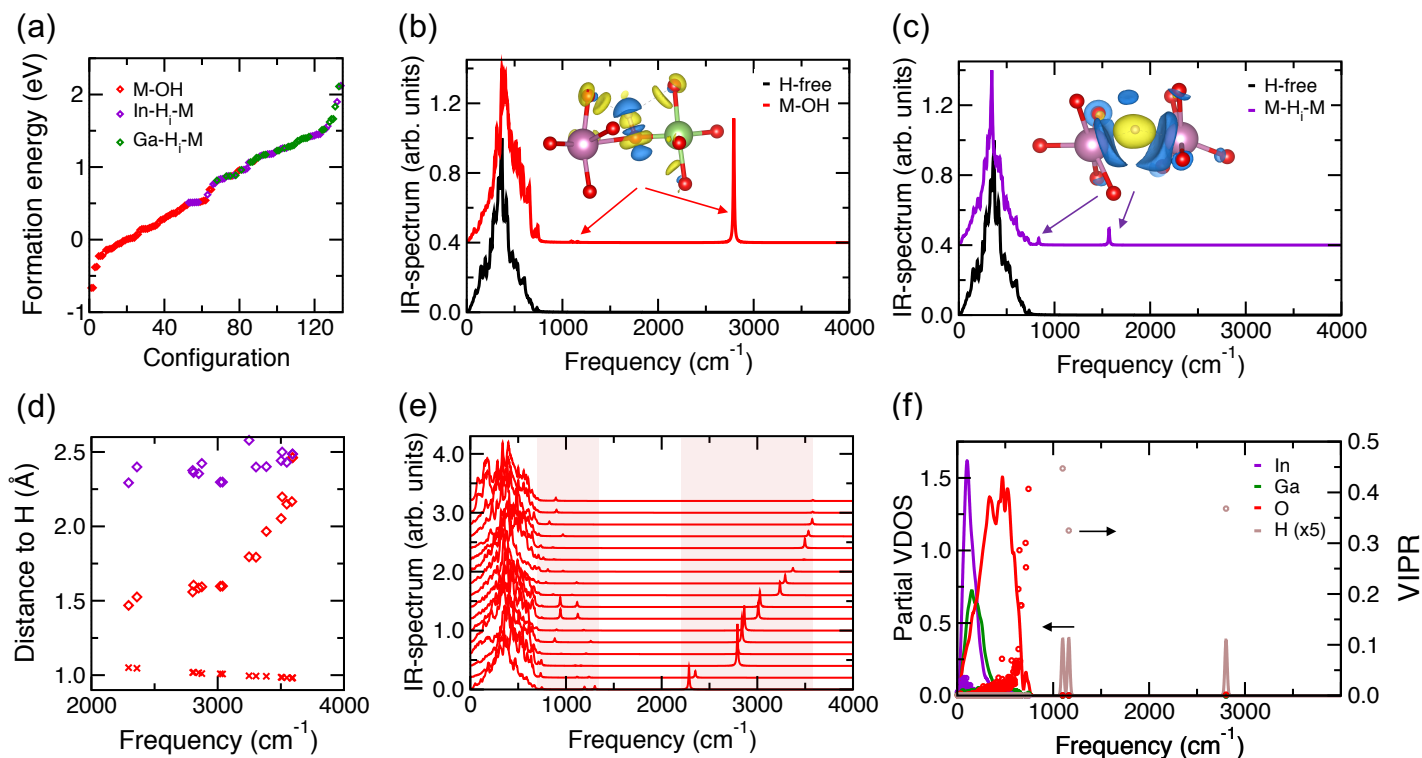 (a)
Formation energy (eV)
2
1
0
-1
0
40
80
120
Configuration
M-OH
In-Hi-M
Ga-Hi-M
(b)
IR-spectrum (arb. units)
1.2
0.8
0.4
0.0
0
1000
2000
3000
4000
Frequency (cm-1)
H-free
M-OH
(c)
IR-spectrum (arb. units)
1.2
0.8
0.4
0.0
0
1000
2000
3000
4000
Frequency (cm-1)
H-free
M-Hi-M
(d)
Distance to H (Å)
2.5
2.0
1.5
1.0
2000
3000
4000
Frequency (cm-1)
(e)
IR-spectrum (arb. units)
4.0
3.0
2.0
1.0
0.0
0
1000
2000
3000
4000
Frequency (cm-1)
(f)
Partial VDOS
1.5
1.0
0.5
0.0
0
1000
2000
3000
Frequency (cm-1)
In
Ga
O
H (x5)
0.5
0.4
0.3
0.2
0.1
0.0
VIPR